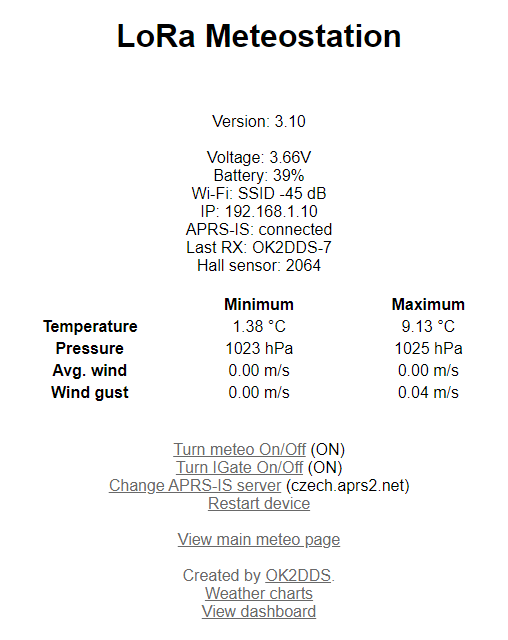 LoRa Meteostation
Version: 3.10
Voltage: 3.66V
Battery: 39%
Wi-Fi: SSID -45 dB
IP: 192.168.1.10
APRS-IS: connected
Last RX: OK2DDS-7
Hall sensor: 2064
Minimum Maximum
Temperature 1.38 °C 9.13 °C
Pressure 1023 hPa 1025 hPa
Avg. wind 0.00 m/s 0.00 m/s
Wind gust 0.00 m/s 0.04 m/s
Turn meteo On/Off (ON)
Turn IGate On/Off (ON)
Change APRS-IS server (czech.aprs2.net)
Restart device
View main meteo page
Created by OK2DDS.
Weather charts
View dashboard